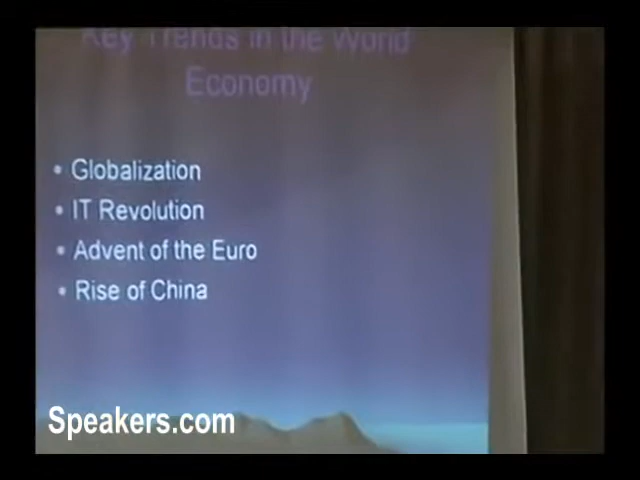 Key Trends in the World
Economy
• Globalization
• IT Revolution
• Advent of the Euro
• Rise of China
Speakers.com